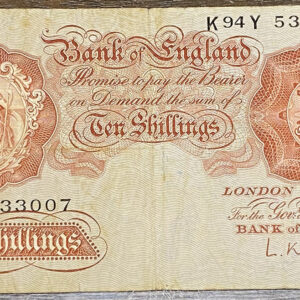 K94Y 53
Bank of England
Promise to pay the Bearer
on Demand the sum of
Ten Shillings
33007
LONDON
For the Gov
BANK of
hillings
L.K